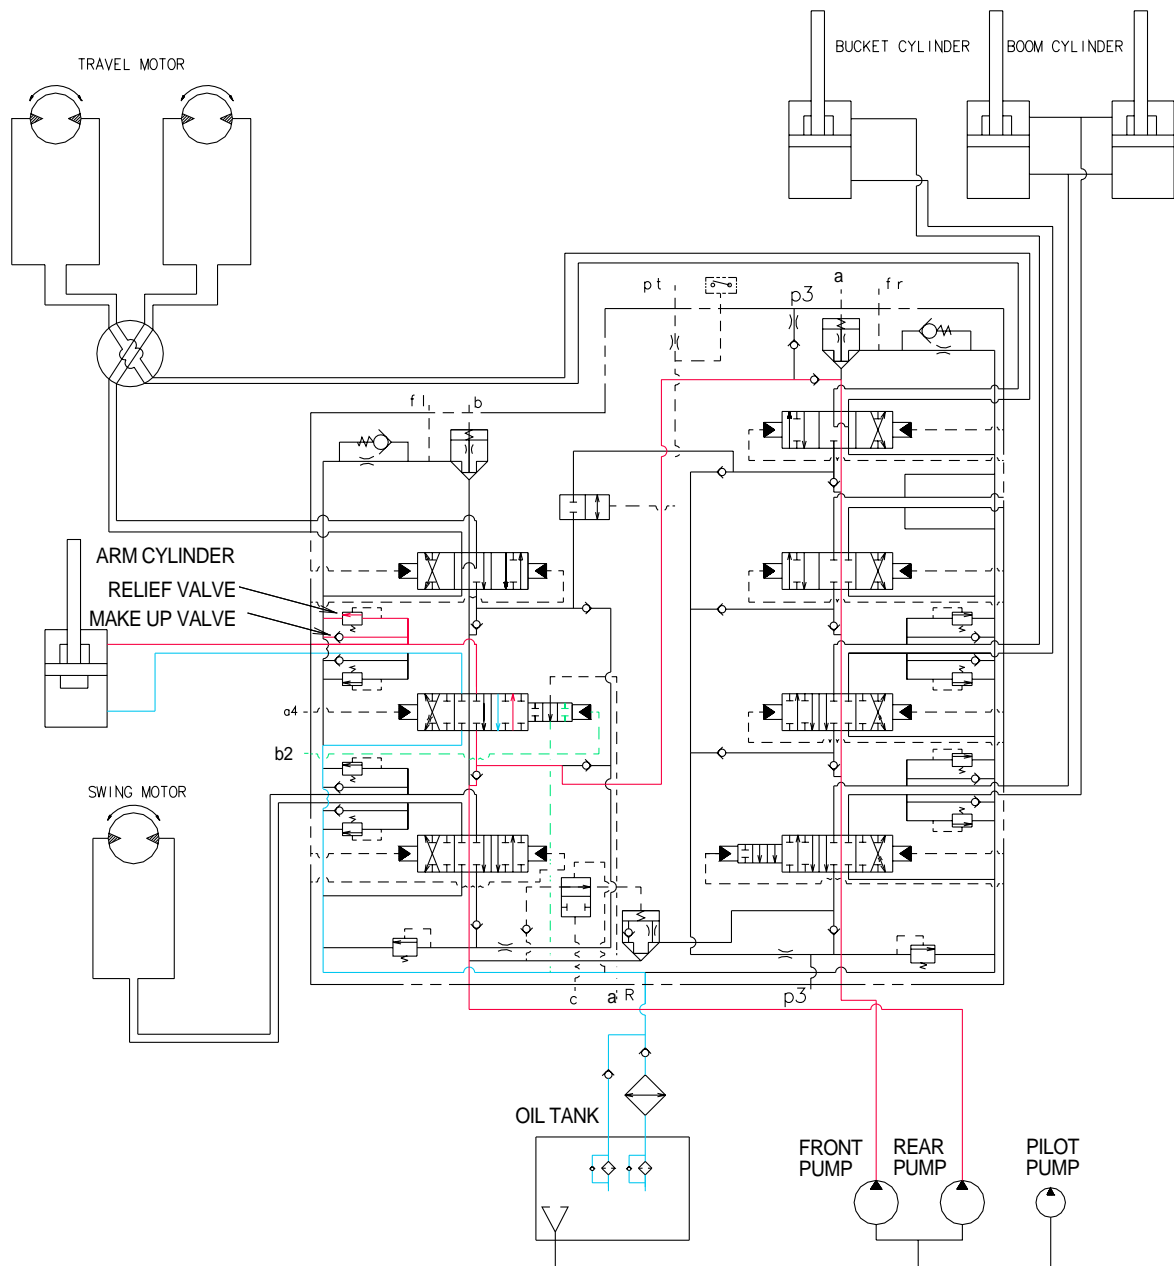 BUCKET CYLINDER
BOOM CYLINDER
TRAVEL MOTOR
pt
p3
a
fr
fl
b
ARM CYLINDER
RELIEF VALVE
MAKE UP VALVE
a4
b2
SWING MOTOR
c
a
R
p3
OIL TANK
FRONT
PUMP
REAR
PUMP
PILOT
PUMP